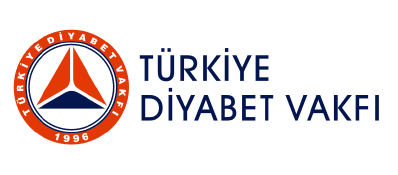 TÜRKİYE DİYABET VAKFI
1996
TÜRKİYE
DİYABET VAKFI